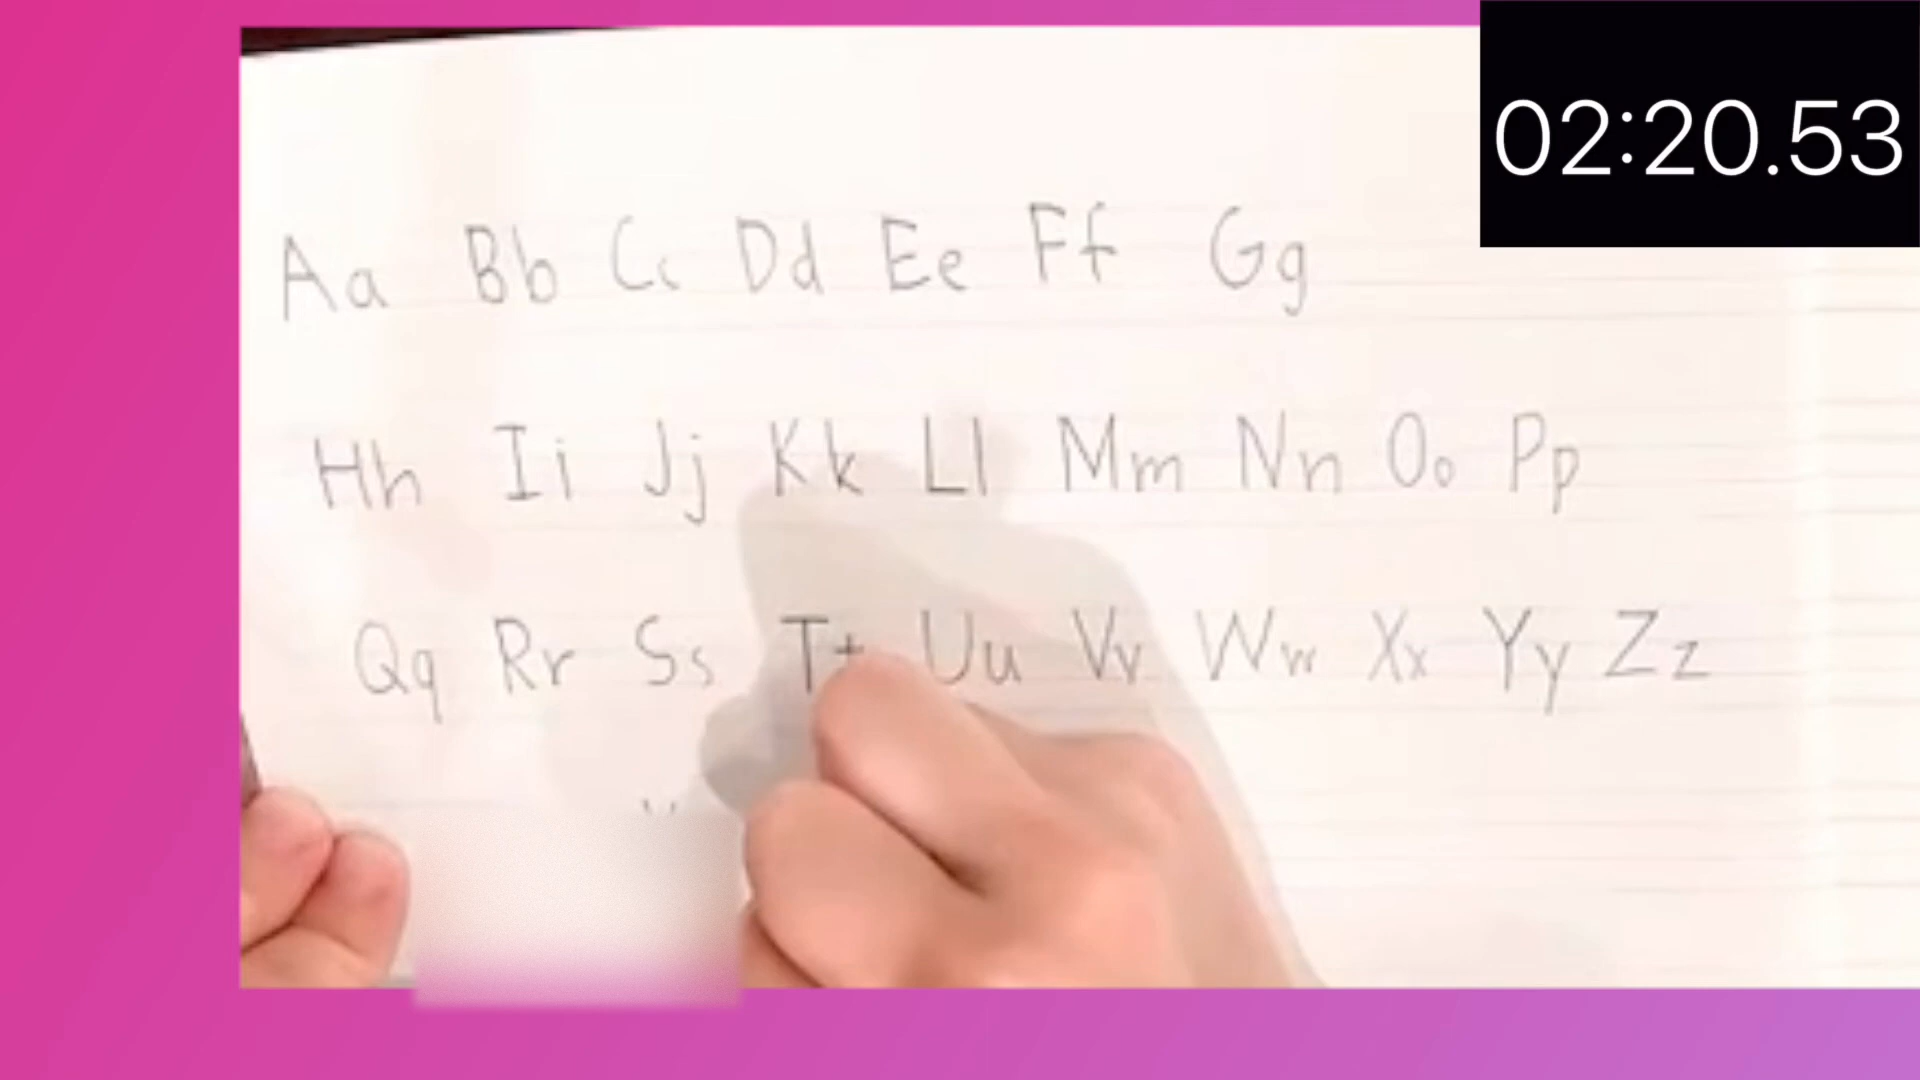 02:20.53
Aa Bb Cc Dd Ee Ff Gg
Hh Ii Jj Kk Ll Mm Nn Oo Pp
Qq Rr Ss Tt Uu Vv Ww Xx Yy Zz